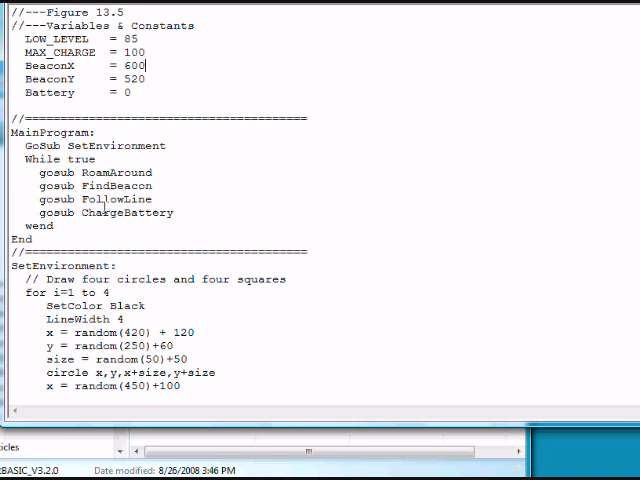 //---Figure 13.5
//---Variables & Constants
LOW_LEVEL = 85
MAX_CHARGE = 100
BeaconX = 600
BeaconY = 520
Battery = 0
//========================================
MainProgram:
GoSub SetEnvironment
While true
gosub RoamAround
gosub FindBeacon
gosub FollowLine
gosub ChargeBattery
wend
End
//========================================
SetEnvironment:
// Draw four circles and four squares
for i=1 to 4
SetColor Black
LineWidth 4
x = random(420) + 120
y = random(250)+60
size = random(50)+50
circle x,y,x+size,y+size
x = random(450)+100
icles
RBASIC_V3.2.0 Date modified: 8/26/2008 3:46 PM